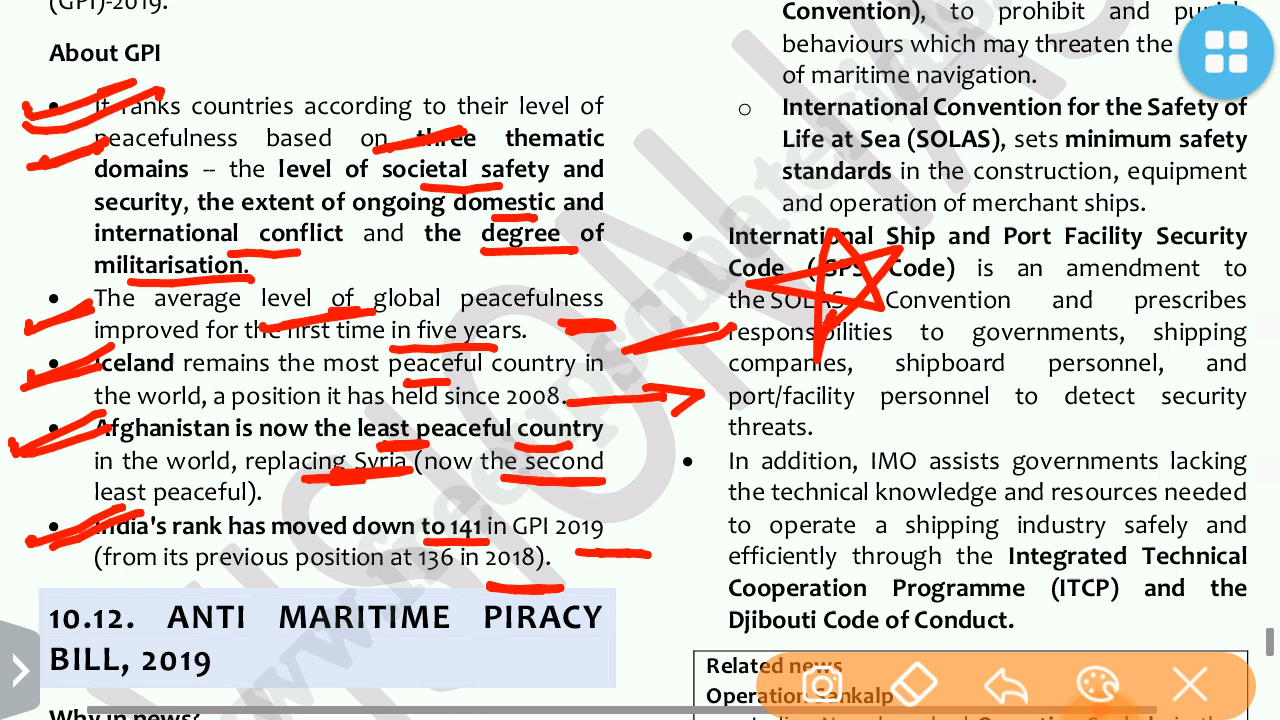 (GPI)-2019.
About GPI
• It ranks countries according to their level of
peacefulness based on three thematic
domains – the level of societal safety and
security, the extent of ongoing domestic and
international conflict and the degree of
militarisation.
• The average level of global peacefulness
improved for the first time in five years.
• Iceland remains the most peaceful country in
the world, a position it has held since 2008.
• Afghanistan is now the least peaceful country
in the world, replacing Syria (now the second
least peaceful).
• India's rank has moved down to 141 in GPI 2019
(from its previous position at 136 in 2018).
10.12. ANTI MARITIME PIRACY
BILL, 2019
Why in news?
Convention), to prohibit and punish
behaviours which may threaten the
of maritime navigation.
o International Convention for the Safety of
Life at Sea (SOLAS), sets minimum safety
standards in the construction, equipment
and operation of merchant ships.
• International Ship and Port Facility Security
Code (ISPS Code) is an amendment to
the SOLAS Convention and prescribes
responsibilities to governments, shipping
companies, shipboard personnel, and
port/facility personnel to detect security
threats.
• In addition, IMO assists governments lacking
the technical knowledge and resources needed
to operate a shipping industry safely and
efficiently through the Integrated Technical
Cooperation Programme (ITCP) and the
Djibouti Code of Conduct.
Related news
Operation Sankalp